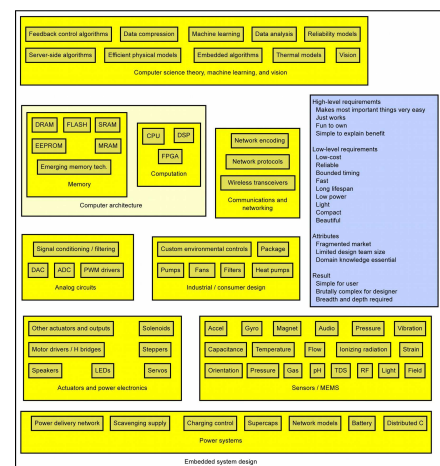 Feedback control algorithms Data compression Machine learning Data analysis Reliability models
Server-side algorithms Efficient physical models Embedded algorithms Thermal models Vision
Computer science theory, machine learning, and vision
DRAM FLASH SRAM
EEPROM MRAM
Emerging memory tech.
Memory
CPU DSP
FPGA
Computation
Computer architecture
Network encoding
Network protocols
Wireless transceivers
Communications and
networking
High-level requirements
Makes most important things very easy
Just works
Fun to own
Simple to explain benefit
Low-level requirements
Low-cost
Reliable
Bounded timing
Fast
Long lifespan
Low power
Light
Compact
Beautiful
Attributes
Fragmented market
Limited design team size
Domain knowledge essential
Result
Simple for user
Brutally complex for designer
Breadth and depth required
Signal conditioning / filtering
DAC ADC PWM drivers
Analog circuits
Custom environmental controls Package
Pumps Fans Filters Heat pumps
Industrial / consumer design
Other actuators and outputs Solenoids
Motor drivers / H bridges Steppers
Speakers LEDs Servos
Actuators and power electronics
Accel Gyro Magnet Audio Pressure Vibration
Capacitance Temperature Flow Ionizing radiation Strain
Orientation Pressure Gas pH TDS RF Light Field
Sensors / MEMS
Power delivery network Scavenging supply Charging control Supercaps Network models Battery Distributed C
Power systems
Embedded system design